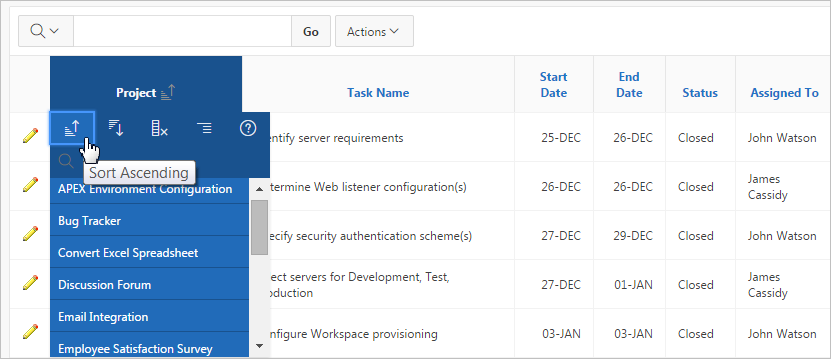 Go
Actions
Project
Task Name
Start Date
End Date
Status
Assigned To
entify server requirements
25-DEC
26-DEC
Closed
John Watson
Sort Ascending
APEX Environment Configuration
termine Web listener configuration(s)
26-DEC
26-DEC
Closed
James
Cassidy
Bug Tracker
ecify security authentication scheme(s)
27-DEC
29-DEC
Closed
John Watson
Convert Excel Spreadsheet
Discussion Forum
ect servers for Development, Test,
oduction
27-DEC
01-JAN
Closed
James
Cassidy
Email Integration
nfigure Workspace provisioning
03-JAN
03-JAN
Closed
John Watson
Employee Satisfaction Survey